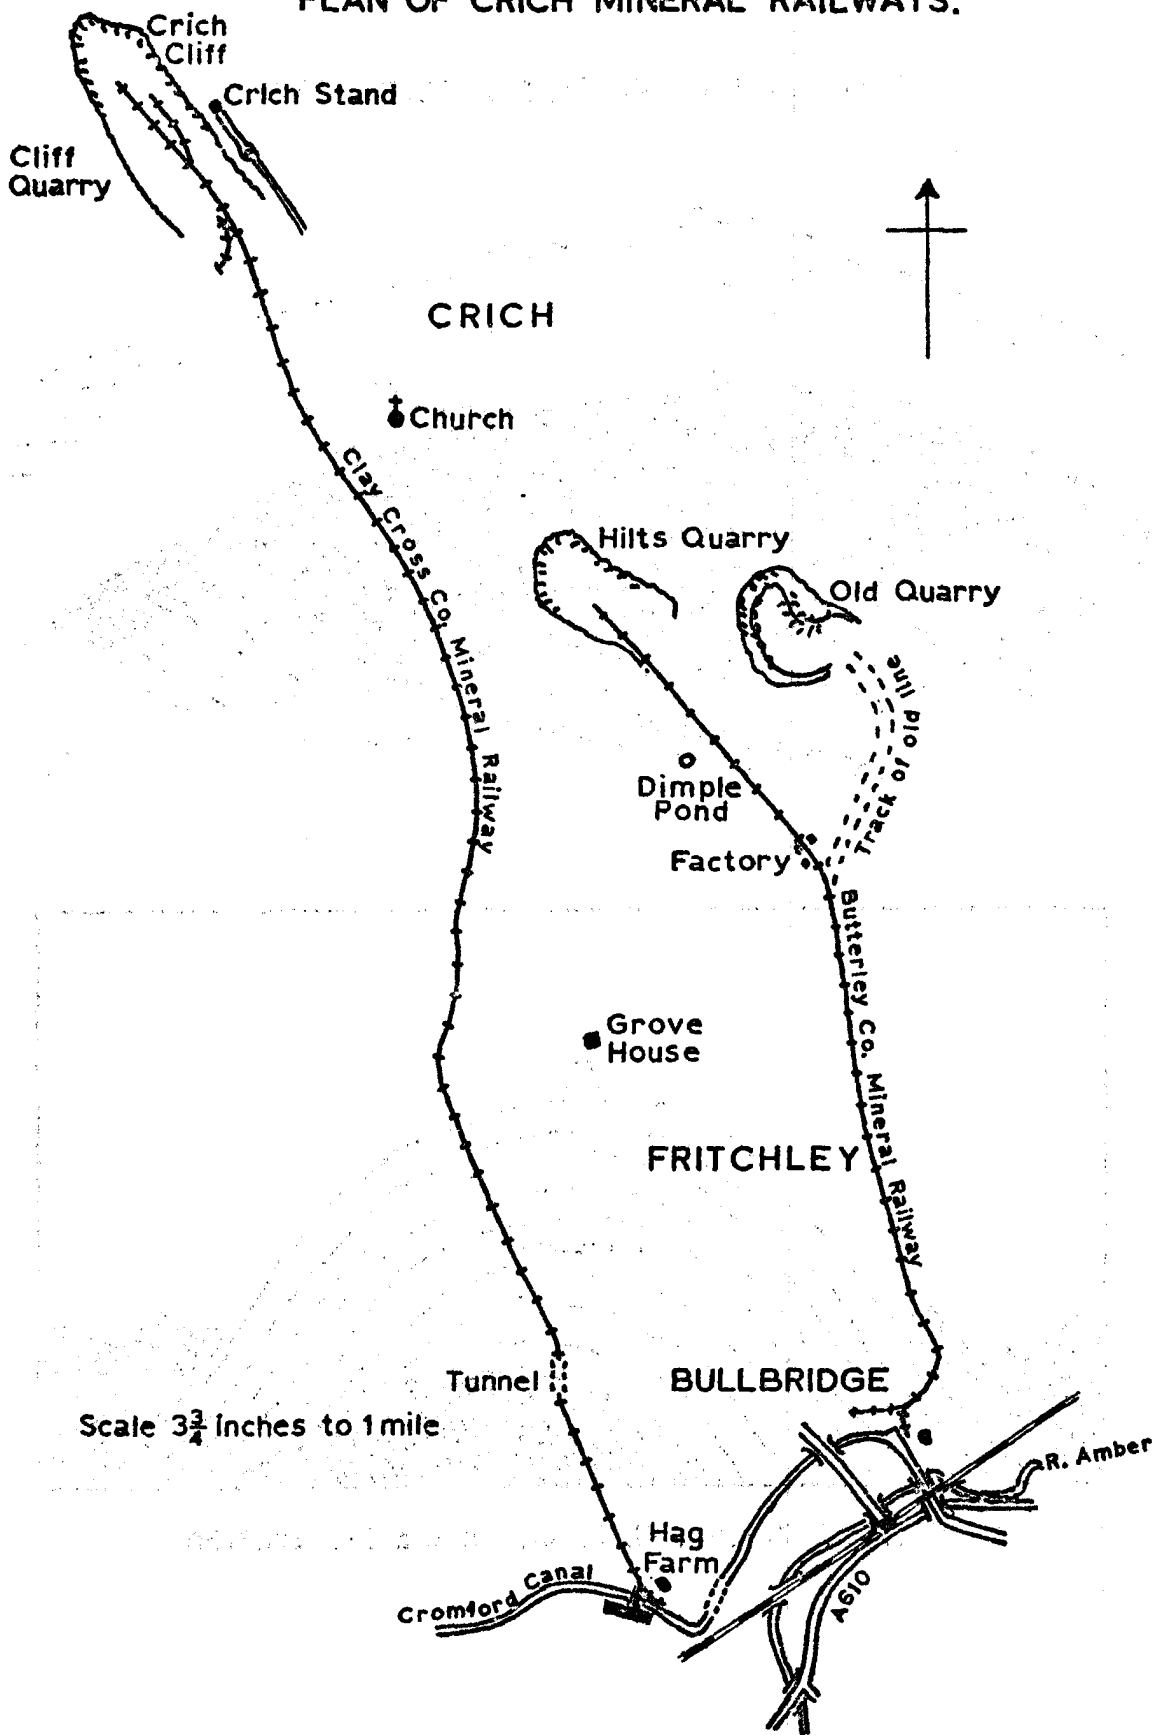 PLAN OF CRICH MINERAL RAILWAYS.
Crich
Cliff
Crich Stand
Cliff
Quarry
CRICH
Church
Clay Cross Co. Mineral Railway
Hilts Quarry
Old Quarry
Track of old line
Dimple
Pond
Factory
Butterley Co. Mineral Railway
Grove
House
FRITCHLEY
Tunnel
BULLBRIDGE
Scale 3¾ inches to 1 mile
R. Amber
Hag
Farm
Cromford Canal
A610